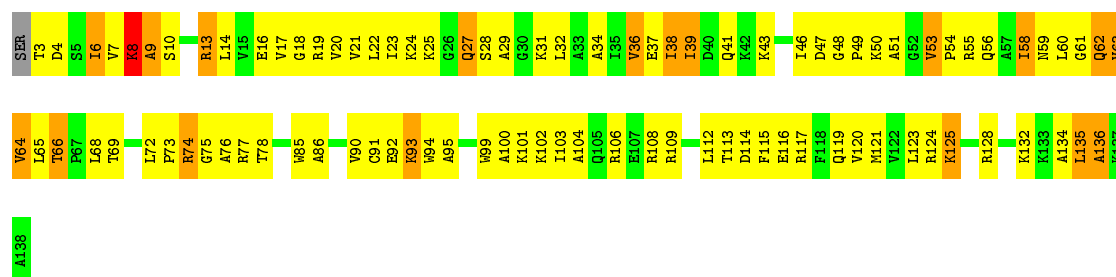 SER T3 D4 S5 I6 V7 K8 A9 S10 R13 L14 V15 E16 V17 G18 R19 V20 V21 L22 I23 K24 K25 G26 Q27 S28 A29 G30 K31 L32 A33 A34 I35 V36 E37 I38 I39 D40 Q41 K42 K43 I46 D47 G48 P49 K50 A51 G52 V53 P54 R55 Q56 A57 I58 N59 L60 G61 Q62
V64 L65 T66 P67 L68 T69 L72 P73 R74 G75 A76 R77 T78 W85 A86 V90 C91 E92 K93 W94 A95 W99 A100 K101 K102 I103 A104 Q105 R106 E107 R108 R109 L112 T113 D114 F115 E116 R117 F118 Q119 V120 M121 V122 L123 R124 K125 R128 K132 K133 A134 L135 A136
A138